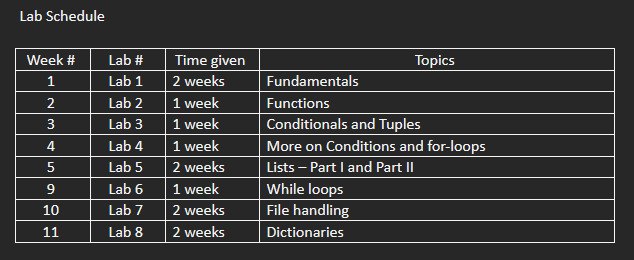 Lab Schedule
Week # Lab # Time given Topics
1 Lab 1 2 weeks Fundamentals
2 Lab 2 1 week Functions
3 Lab 3 1 week Conditionals and Tuples
4 Lab 4 1 week More on Conditions and for-loops
5 Lab 5 2 weeks Lists – Part I and Part II
9 Lab 6 1 week While loops
10 Lab 7 2 weeks File handling
11 Lab 8 2 weeks Dictionaries